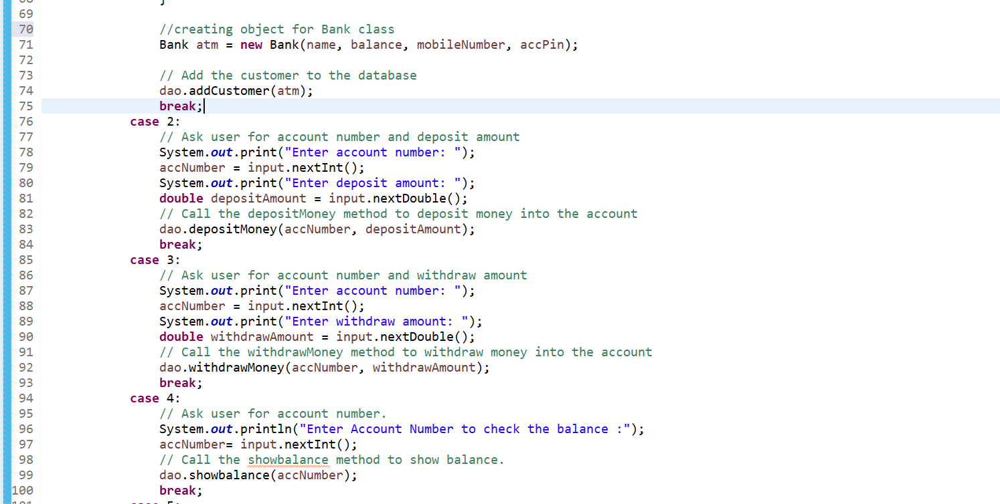 69
70 //creating object for Bank class
71 Bank atm = new Bank(name, balance, mobileNumber, accPin);
72
73 // Add the customer to the database
74 dao.addCustomer(atm);
75 break;
76 case 2:
77 // Ask user for account number and deposit amount
78 System.out.print("Enter account number: ");
79 accNumber = input.nextInt();
80 System.out.print("Enter deposit amount: ");
81 double depositAmount = input.nextDouble();
82 // Call the depositMoney method to deposit money into the account
83 dao.depositMoney(accNumber, depositAmount);
84 break;
85 case 3:
86 // Ask user for account number and withdraw amount
87 System.out.print("Enter account number: ");
88 accNumber = input.nextInt();
89 System.out.print("Enter withdraw amount: ");
90 double withdrawAmount = input.nextDouble();
91 // Call the withdrawMoney method to withdraw money into the account
92 dao.withdrawMoney(accNumber, withdrawAmount);
93 break;
94 case 4:
95 // Ask user for account number.
96 System.out.println("Enter Account Number to check the balance :");
97 accNumber= input.nextInt();
98 // Call the showbalance method to show balance.
99 dao.showbalance(accNumber);
100 break;